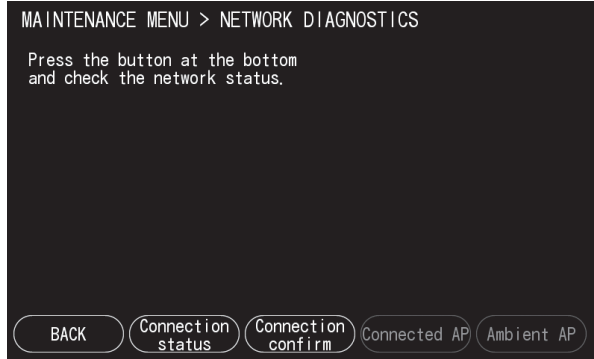 MAINTENANCE MENU > NETWORK DIAGNOSTICS
Press the button at the bottom
and check the network status.
BACK
Connection
status
Connection
confirm
Connected AP
Ambient AP